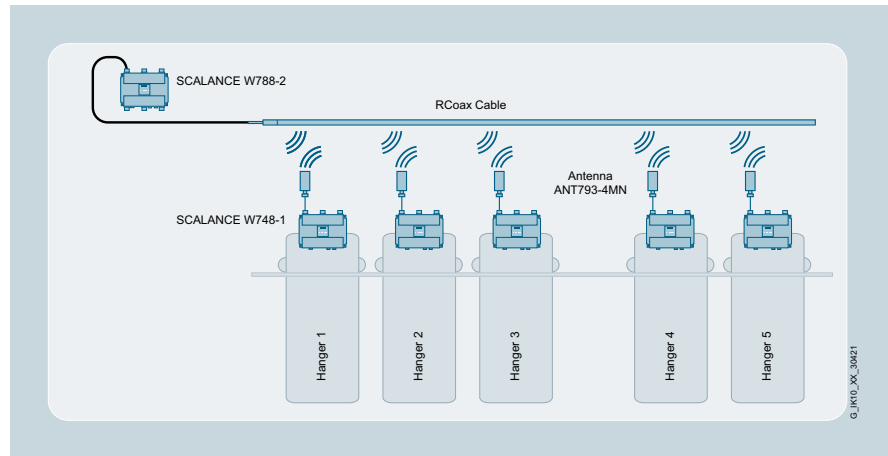 SCALANCE W788-2
RCoax Cable
Antenna
ANT793-4MN
SCALANCE W748-1
Hanger 1
Hanger 2
Hanger 3
Hanger 4
Hanger 5
G_IK10_XX_30421